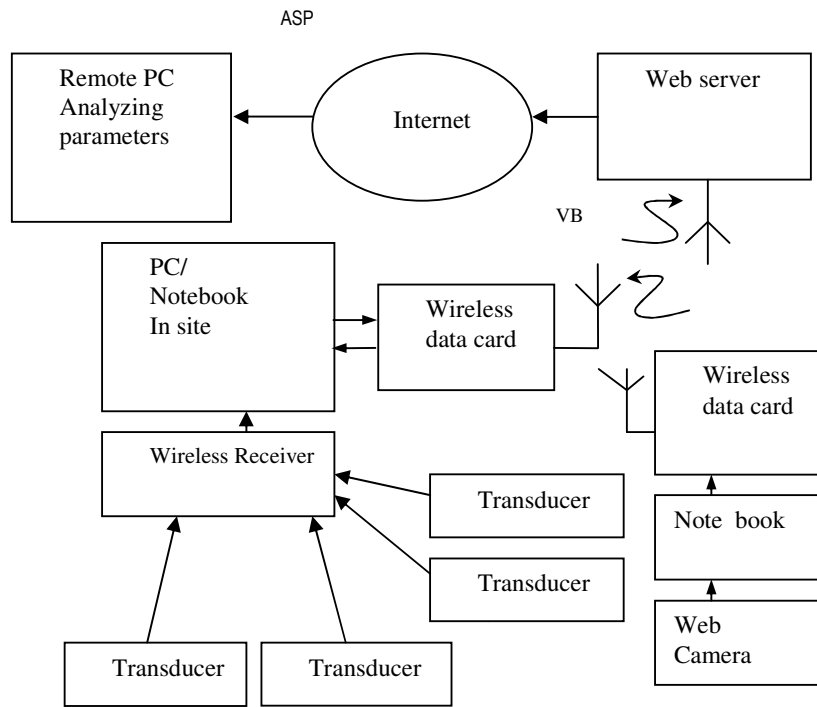 ASP
Remote PC
Analyzing
parameters
Internet
Web server
VB
PC/
Notebook
In site
Wireless
data card
Wireless
data card
Wireless Receiver
Transducer
Note book
Transducer
Web
Camera
Transducer
Transducer